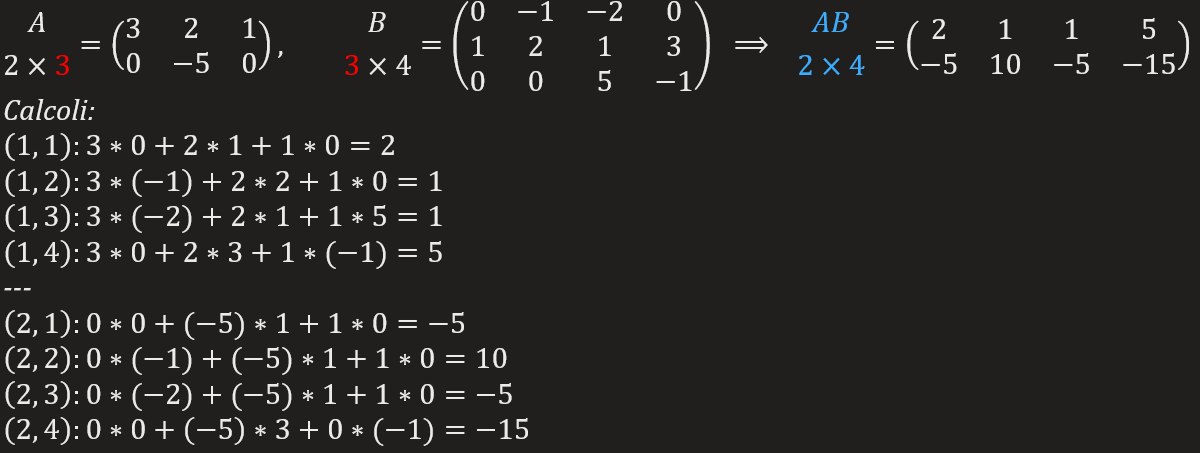 A 2 × 3 = (3 2 1 0 −5 0), B 3 × 4 = (0 −1 −2 0 1 2 1 3 0 0 5 −1) ⟹ AB 2 × 4 = (2 1 1 5 −5 10 −5 −15)
Calcoli:
(1, 1): 3 ∗ 0 + 2 ∗ 1 + 1 ∗ 0 = 2
(1, 2): 3 ∗ (−1) + 2 ∗ 2 + 1 ∗ 0 = 1
(1, 3): 3 ∗ (−2) + 2 ∗ 1 + 1 ∗ 5 = 1
(1, 4): 3 ∗ 0 + 2 ∗ 3 + 1 ∗ (−1) = 5
---
(2, 1): 0 ∗ 0 + (−5) ∗ 1 + 1 ∗ 0 = −5
(2, 2): 0 ∗ (−1) + (−5) ∗ 1 + 1 ∗ 0 = 10
(2, 3): 0 ∗ (−2) + (−5) ∗ 1 + 1 ∗ 0 = −5
(2, 4): 0 ∗ 0 + (−5) ∗ 3 + 0 ∗ (−1) = −15